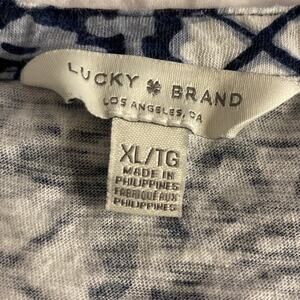 LUCKY BRAND
LOS ANGELES, CA
XL/TG
MADE IN
PHILIPPINES
FABRIQUÉ AUX
PHILIPPINES